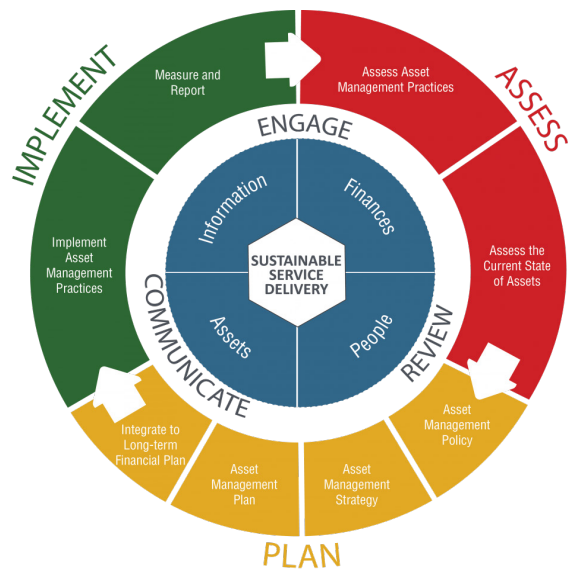 IMPLEMENT
ASSESS
PLAN
Measure and
Report
Assess Asset
Management Practices
Assess the
Current State
of Assets
Asset
Management
Policy
Asset
Management
Strategy
Asset
Management
Plan
Integrate to
Long-term
Financial Plan
Implement
Asset
Management
Practices
ENGAGE
REVIEW
COMMUNICATE
Information
Finances
People
Assets
SUSTAINABLE
SERVICE
DELIVERY